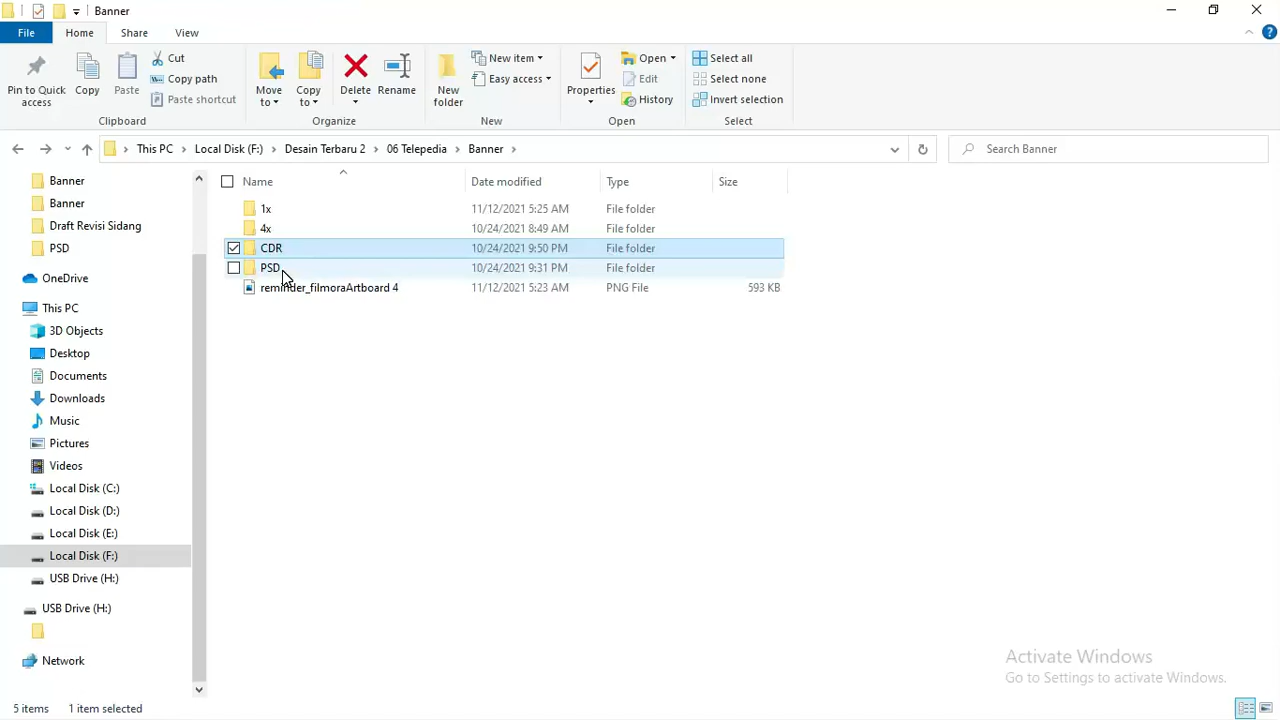 Banner
File Home Share View
Pin to Quick access
Copy
Paste
Cut
Copy path
Paste shortcut
Clipboard
Move to
Copy to
Delete
Rename
Organize
New folder
New item
Easy access
New
Properties
Open
Edit
History
Open
Select all
Select none
Invert selection
Select
This PC > Local Disk (F:) > Desain Terbaru 2 > 06 Telepedia > Banner >
Search Banner
Banner
Banner
Draft Revisi Sidang
PSD
OneDrive
This PC
3D Objects
Desktop
Documents
Downloads
Music
Pictures
Videos
Local Disk (C:)
Local Disk (D:)
Local Disk (E:)
Local Disk (F:)
USB Drive (H:)
USB Drive (H:)
Network
Name Date modified Type Size
1x 11/12/2021 5:25 AM File folder
4x 10/24/2021 8:49 AM File folder
CDR 10/24/2021 9:50 PM File folder
PSD 10/24/2021 9:31 PM File folder
reminder_filmoraArtboard 4 11/12/2021 5:23 AM PNG File 593 KB
Activate Windows
Go to Settings to activate Windows.
5 items 1 item selected